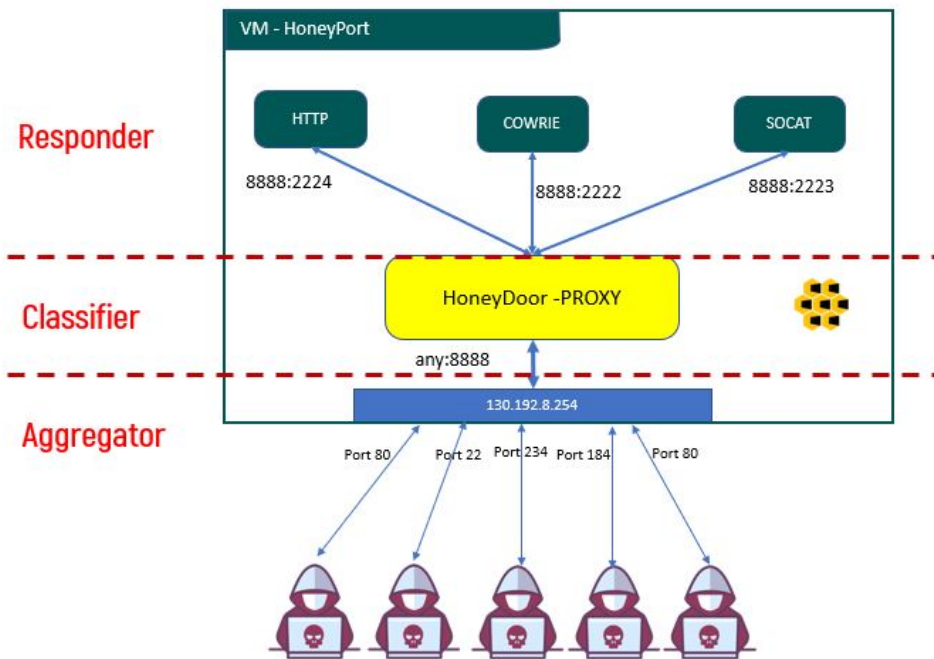 VM - HoneyPort
HTTP
COWRIE
SOCAT
Responder
8888:2224
8888:2222
8888:2223
HoneyDoor -PROXY
Classifier
any:8888
130.192.8.254
Aggregator
Port 80
Port 22
Port 234
Port 184
Port 80